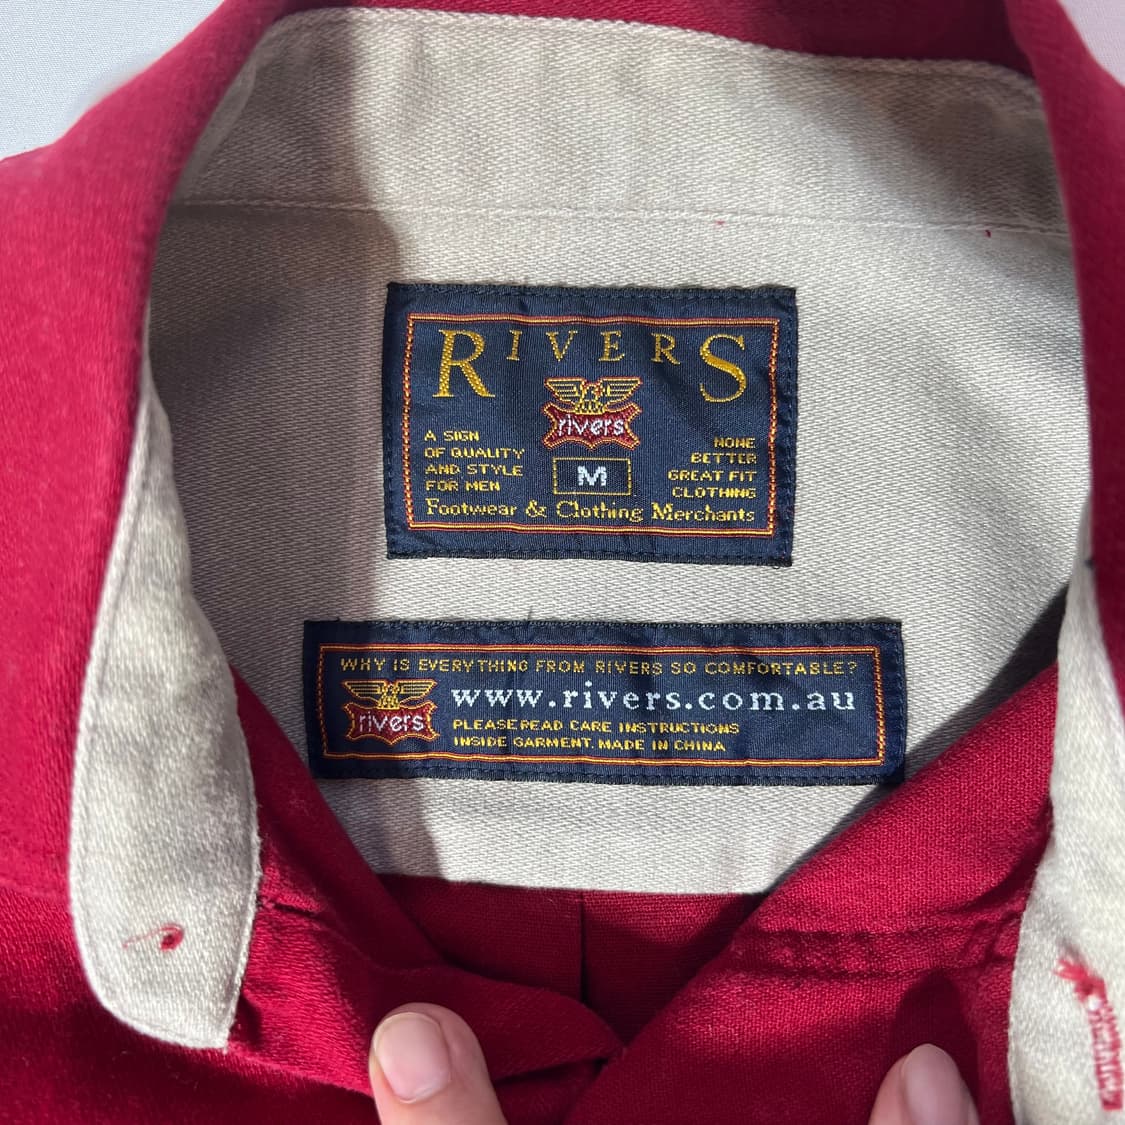 RIVERS
rivers
A SIGN
OF QUALITY
AND STYLE
FOR MEN
M
NONE
BETTER
GREAT FIT
CLOTHING
Footwear & Clothing Merchants
WHY IS EVERYTHING FROM RIVERS SO COMFORTABLE?
rivers
www.rivers.com.au
PLEASE READ CARE INSTRUCTIONS
INSIDE GARMENT. MADE IN CHINA